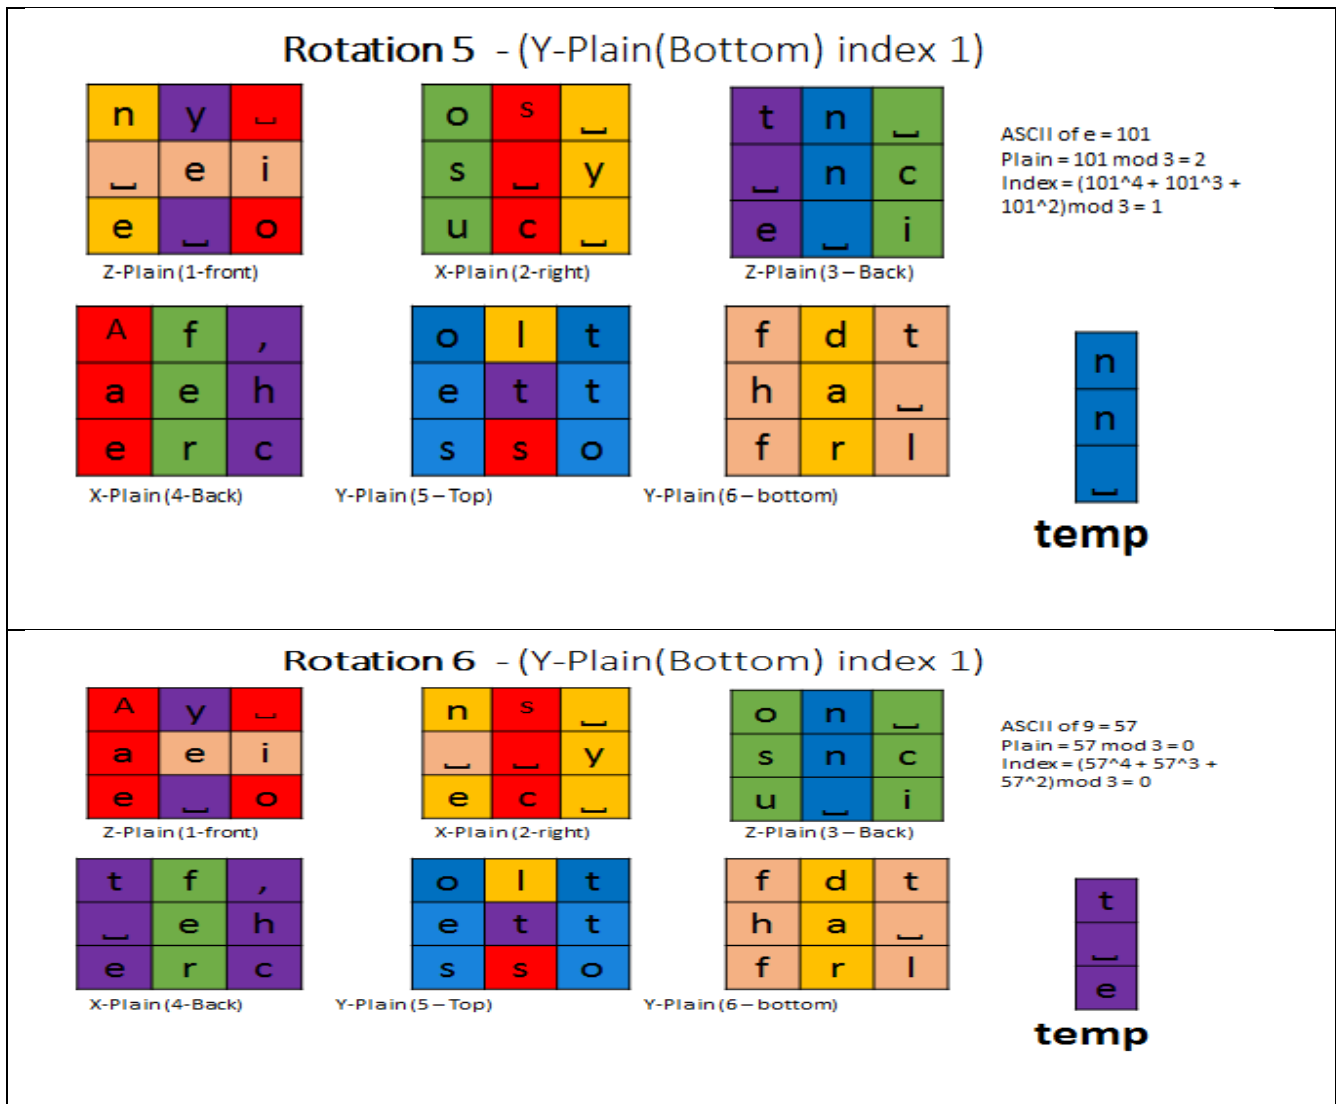 Rotation 5 - (Y-Plain(Bottom) index 1)
n y ⎵ o s ⎵ t n ⎵
⎵ e i s ⎵ y ⎵ n c
e ⎵ o u c ⎵ e ⎵ i
ASCII of e = 101
Plain = 101 mod 3 = 2
Index = (101^4 + 101^3 +
101^2)mod 3 = 1
Z-Plain (1-front) X-Plain (2-right) Z-Plain (3 – Back)
A f , o l t f d t
a e h e t t h a ⎵
e r c s s o f r l
X-Plain (4-Back) Y-Plain (5 – Top) Y-Plain (6 – bottom)
n
n
⎵
temp
Rotation 6 - (Y-Plain(Bottom) index 1)
A y ⎵ n s ⎵ o n ⎵
a e i ⎵ ⎵ y s n c
e ⎵ o e c ⎵ u ⎵ i
ASCII of 9 = 57
Plain = 57 mod 3 = 0
Index = (57^4 + 57^3 +
57^2)mod 3 = 0
Z-Plain (1-front) X-Plain (2-right) Z-Plain (3 – Back)
t f , o l t f d t
⎵ e h e t t h a ⎵
e r c s s o f r l
X-Plain (4-Back) Y-Plain (5 – Top) Y-Plain (6 – bottom)
t
⎵
e
temp